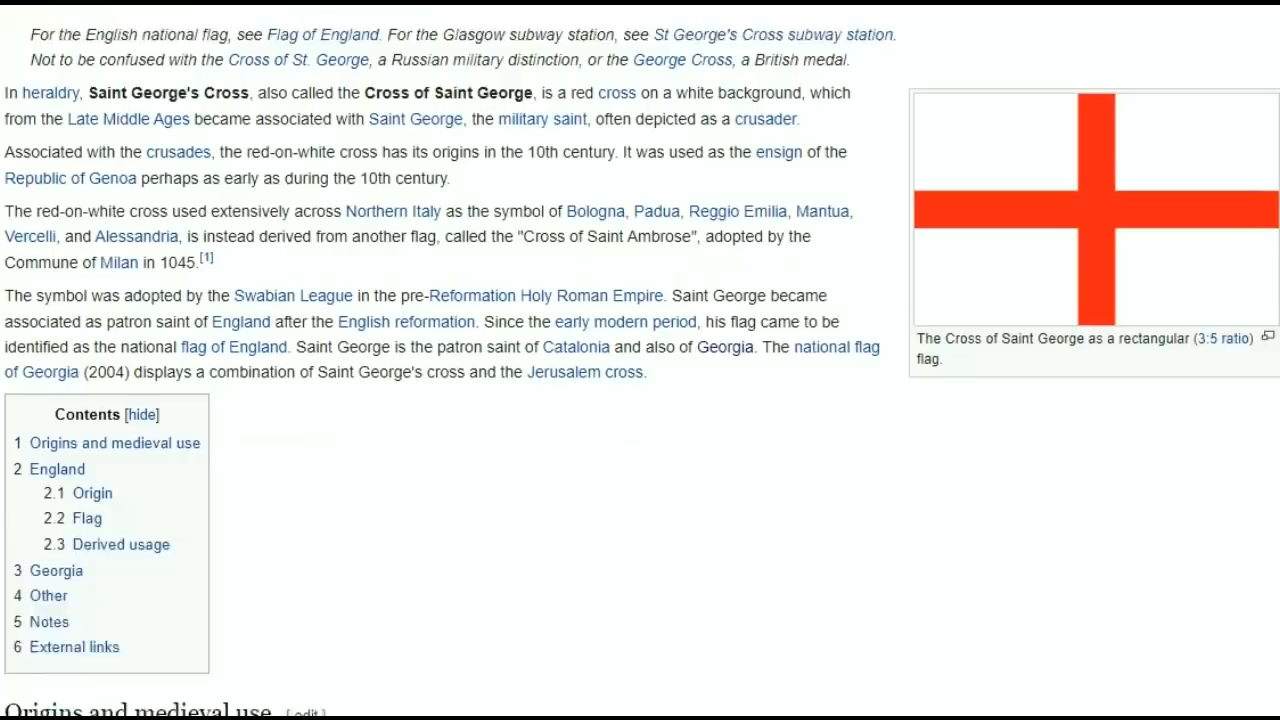 For the English national flag, see Flag of England. For the Glasgow subway station, see St George's Cross subway station.
Not to be confused with the Cross of St. George, a Russian military distinction, or the George Cross, a British medal.
In heraldry, Saint George's Cross, also called the Cross of Saint George, is a red cross on a white background, which
from the Late Middle Ages became associated with Saint George, the military saint, often depicted as a crusader.
Associated with the crusades, the red-on-white cross has its origins in the 10th century. It was used as the ensign of the
Republic of Genoa perhaps as early as during the 10th century.
The red-on-white cross used extensively across Northern Italy as the symbol of Bologna, Padua, Reggio Emilia, Mantua,
Vercelli, and Alessandria, is instead derived from another flag, called the "Cross of Saint Ambrose", adopted by the
Commune of Milan in 1045.[1]
The symbol was adopted by the Swabian League in the pre-Reformation Holy Roman Empire. Saint George became
associated as patron saint of England after the English reformation. Since the early modern period, his flag came to be
identified as the national flag of England. Saint George is the patron saint of Catalonia and also of Georgia. The national flag
of Georgia (2004) displays a combination of Saint George's cross and the Jerusalem cross.
The Cross of Saint George as a rectangular (3:5 ratio)
flag.
Contents [hide]
1 Origins and medieval use
2 England
2.1 Origin
2.2 Flag
2.3 Derived usage
3 Georgia
4 Other
5 Notes
6 External links
Origins and medieval use [edit]